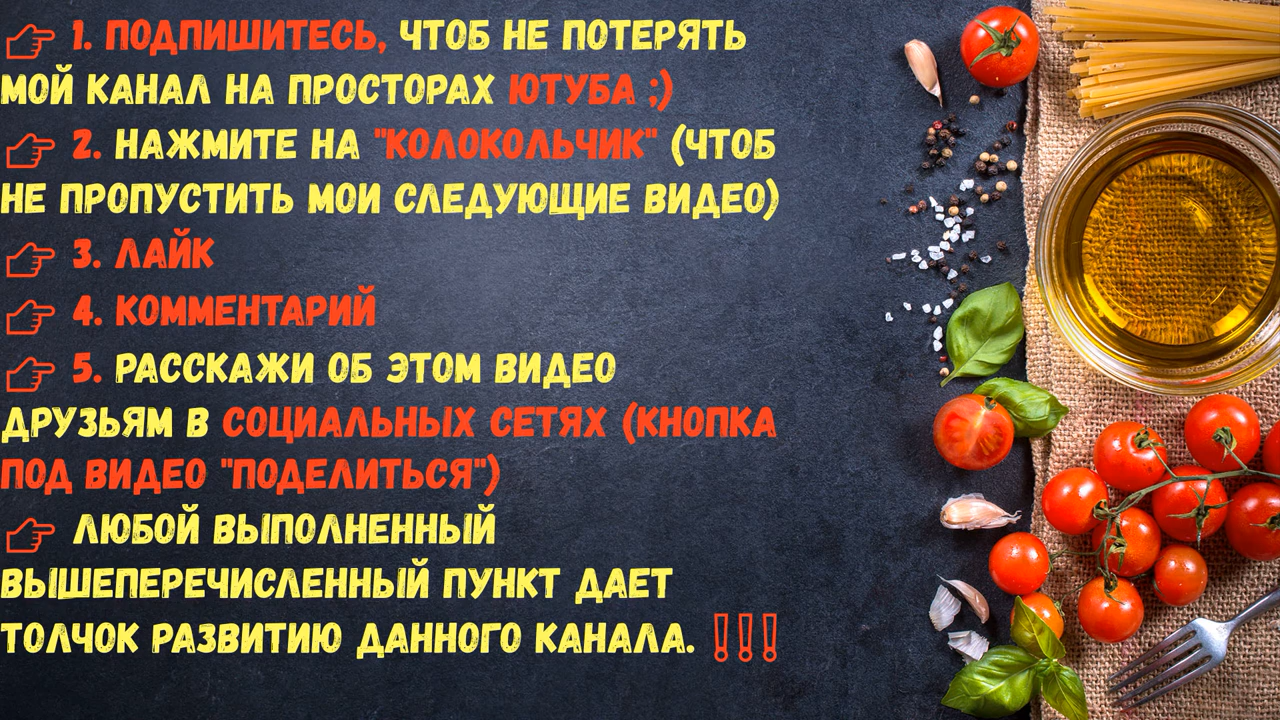 👉 1. ПОДПИШИТЕСЬ, ЧТОБ НЕ ПОТЕРЯТЬ
МОЙ КАНАЛ НА ПРОСТОРАХ ЮТУБА ;)
👉 2. НАЖМИТЕ НА "КОЛОКОЛЬЧИК" (ЧТОБ
НЕ ПРОПУСТИТЬ МОИ СЛЕДУЮЩИЕ ВИДЕО)
👉 3. ЛАЙК
👉 4. КОММЕНТАРИЙ
👉 5. РАССКАЖИ ОБ ЭТОМ ВИДЕО
ДРУЗЬЯМ В СОЦИАЛЬНЫХ СЕТЯХ (КНОПКА
ПОД ВИДЕО "ПОДЕЛИТЬСЯ")
👉 ЛЮБОЙ ВЫПОЛНЕННЫЙ
ВЫШЕПЕРЕЧИСЛЕННЫЙ ПУНКТ ДАЕТ
ТОЛЧОК РАЗВИТИЮ ДАННОГО КАНАЛА. ❕❕❕